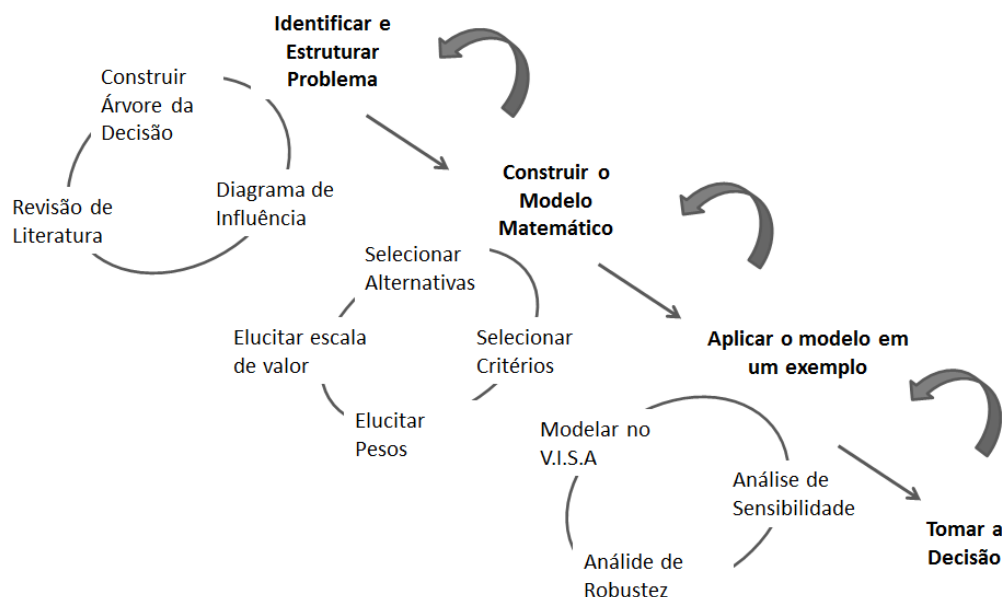 Identificar e
Estruturar
Problema
Construir
Árvore da
Decisão
Diagrama de
Influência
Revisão de
Literatura
Construir o
Modelo
Matemático
Selecionar
Alternativas
Selecionar
Critérios
Elucitar escala
de valor
Elucitar
Pesos
Aplicar o modelo em
um exemplo
Modelar no
V.I.S.A
Análise de
Sensibilidade
Análide de
Robustez
Tomar a
Decisão